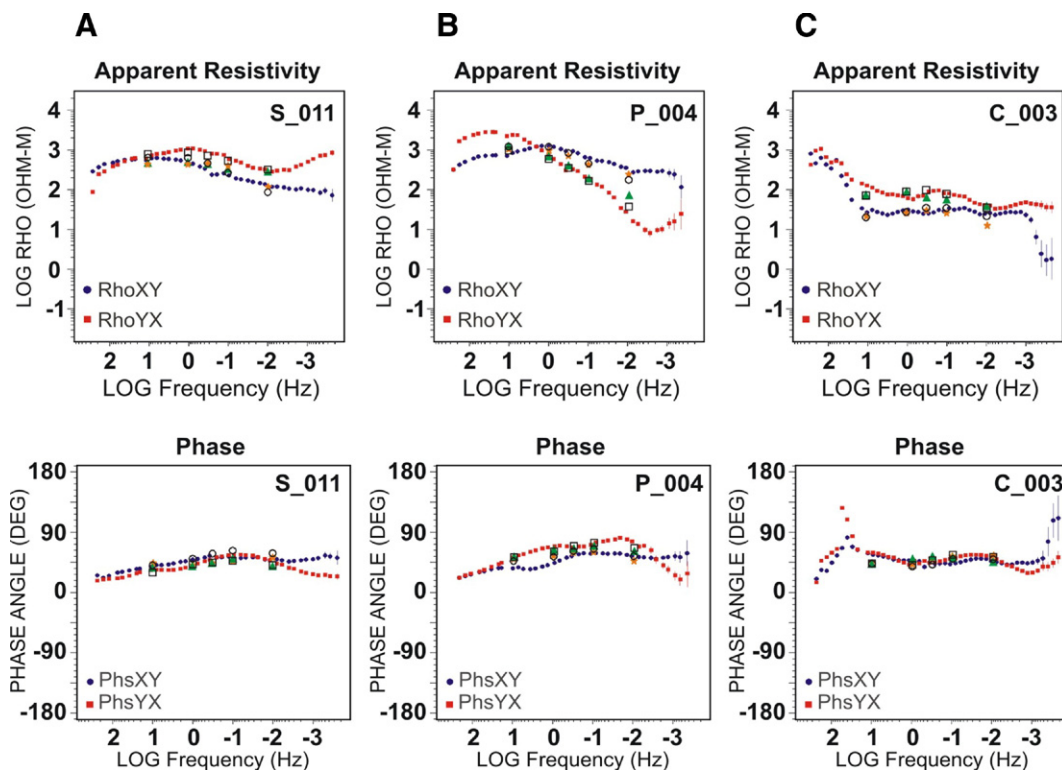 A
B
C
Apparent Resistivity
Apparent Resistivity
Apparent Resistivity
LOG RHO (OHM-M)
4
3
2
1
0
-1
S_011
RhoXY
RhoYX
2 1 0 -1 -2 -3
LOG Frequency (Hz)
LOG RHO (OHM-M)
4
3
2
1
0
-1
P_004
RhoXY
RhoYX
2 1 0 -1 -2 -3
LOG Frequency (Hz)
LOG RHO (OHM-M)
4
3
2
1
0
-1
C_003
RhoXY
RhoYX
2 1 0 -1 -2 -3
LOG Frequency (Hz)
Phase
Phase
Phase
PHASE ANGLE (DEG)
180
90
0
-90
-180
S_011
PhsXY
PhsYX
2 1 0 -1 -2 -3
LOG Frequency (Hz)
PHASE ANGLE (DEG)
180
90
0
-90
-180
P_004
PhsXY
PhsYX
2 1 0 -1 -2 -3
LOG Frequency (Hz)
PHASE ANGLE (DEG)
180
90
0
-90
-180
C_003
PhsXY
PhsYX
2 1 0 -1 -2 -3
LOG Frequency (Hz)